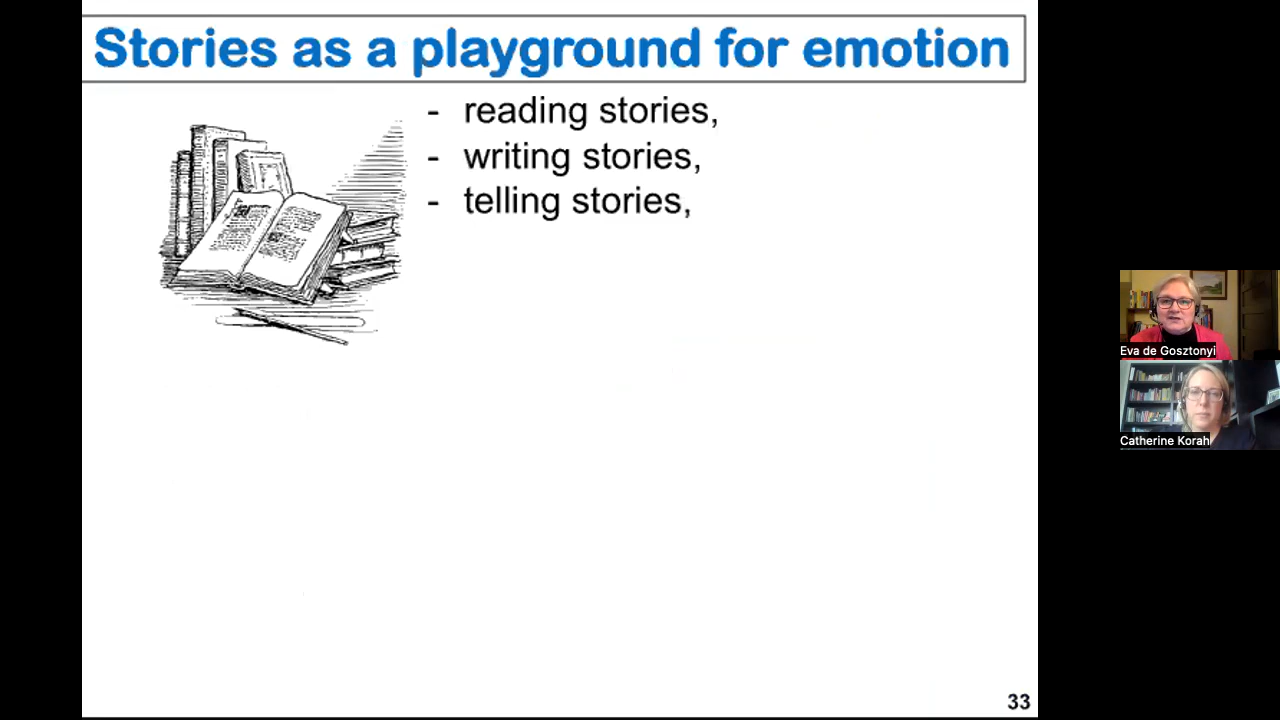 Stories as a playground for emotion
- reading stories,
- writing stories,
- telling stories,
Eva de Gosztonyi
Catherine Korah
33